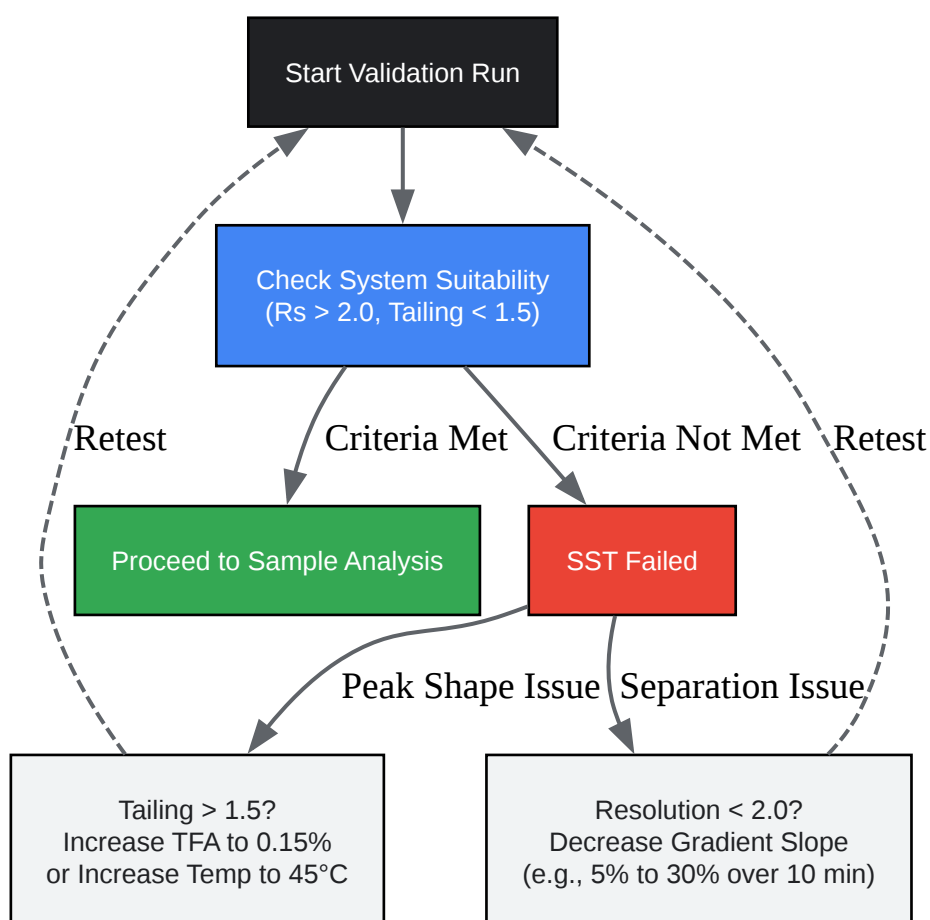 Start Validation Run
Check System Suitability
(Rs > 2.0, Tailing < 1.5)
Retest
Criteria Met
Criteria Not Met
Retest
Proceed to Sample Analysis
SST Failed
Peak Shape Issue
Separation Issue
Tailing > 1.5?
Increase TFA to 0.15%
or Increase Temp to 45°C
Resolution < 2.0?
Decrease Gradient Slope
(e.g., 5% to 30% over 10 min)